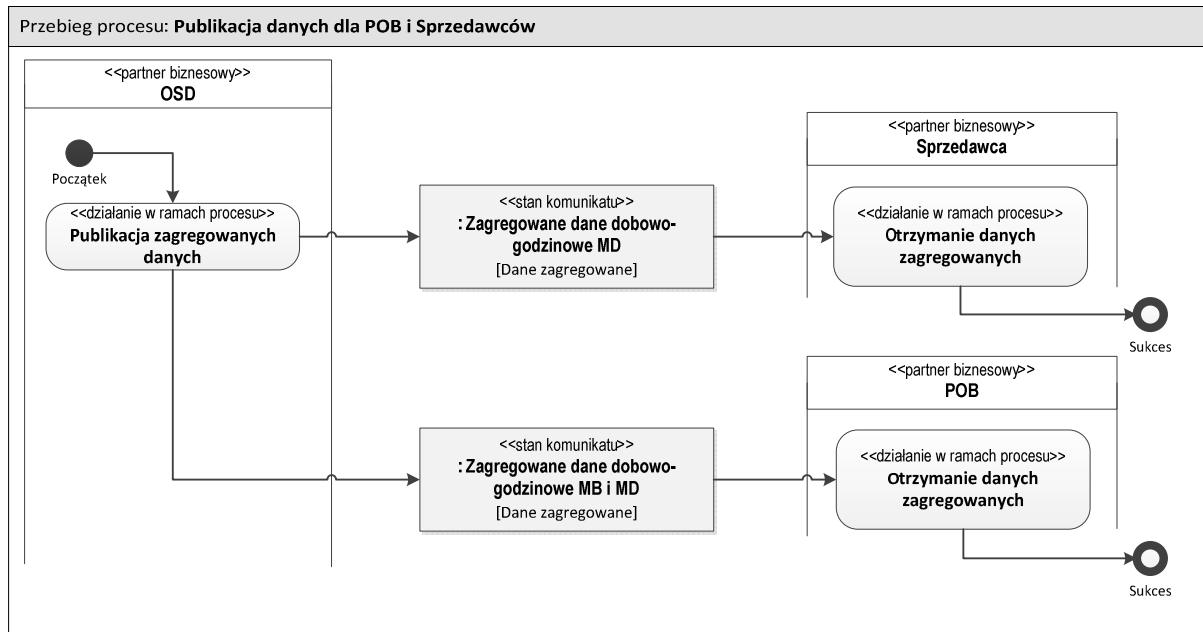 Przebieg procesu: Publikacja danych dla POB i Sprzedawców
<<partner biznesowy>>
OSD
Początek
<<działanie w ramach procesu>>
Publikacja zagregowanych
danych
<<stan komunikatu>>
: Zagregowane dane dobowo-
godzinowe MD
[Dane zagregowane]
<<partner biznesowy>>
Sprzedawca
<<działanie w ramach procesu>>
Otrzymanie danych
zagregowanych
Sukces
<<stan komunikatu>>
: Zagregowane dane dobowo-
godzinowe MB i MD
[Dane zagregowane]
<<partner biznesowy>>
POB
<<działanie w ramach procesu>>
Otrzymanie danych
zagregowanych
Sukces